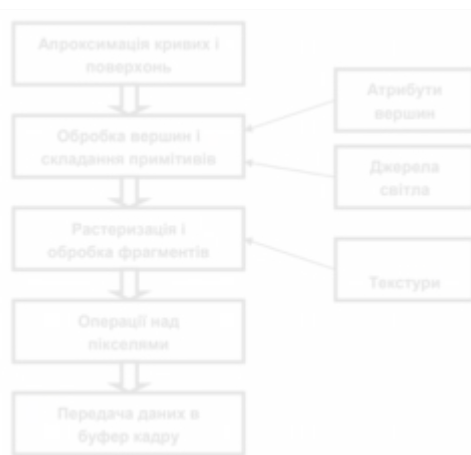 Апроксимація кривих і
поверхонь
Атрибути
вершин
Обробка вершин і
складання примітивів
Джерела
світла
Растеризація і
обробка фрагментів
Текстури
Операції над
пікселями
Передача даних в
буфер кадру